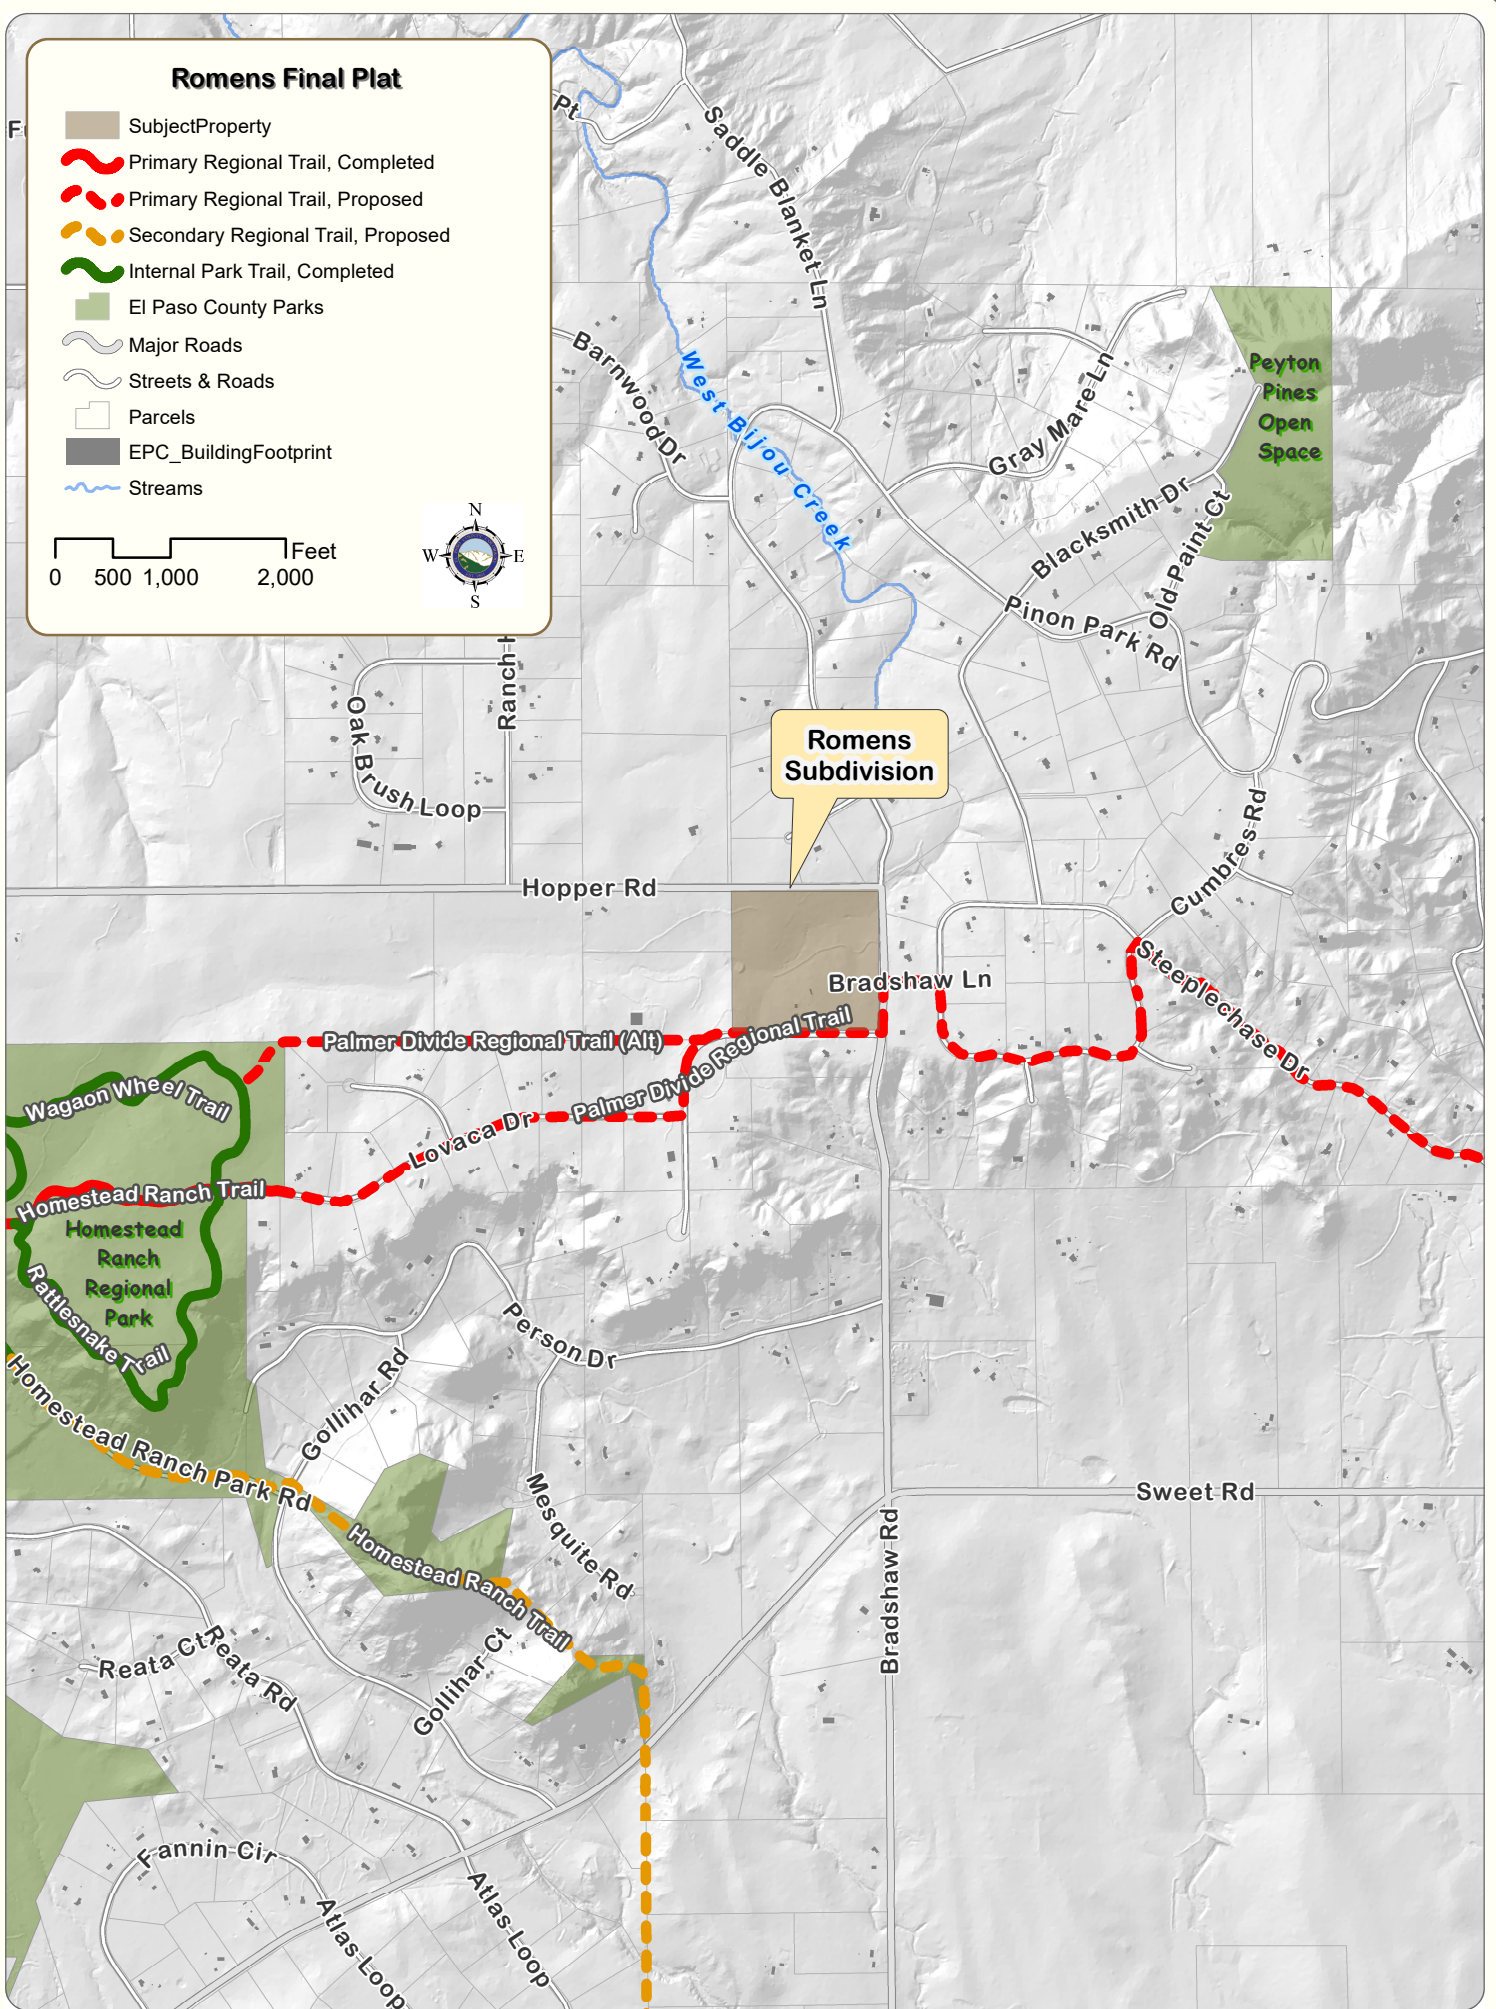 Romens Final Plat
SubjectProperty
Primary Regional Trail, Completed
Primary Regional Trail, Proposed
Secondary Regional Trail, Proposed
Internal Park Trail, Completed
El Paso County Parks
Major Roads
Streets & Roads
Parcels
EPC_BuildingFootprint
Streams
Feet
0 500 1,000 2,000
N
W E
S
Pt
Saddle Blanket Ln
Barnwood Dr
West Bijou Creek
Gray Mare Ln
Peyton
Pines
Open
Space
Blacksmith Dr
Old Paint Ct
Pinon Park Rd
Ranch
Oak Brush Loop
Romens
Subdivision
Cumbres Rd
Hopper Rd
Bradshaw Ln
Steeplechase Dr
Palmer Divide Regional Trail (Alt)
Palmer Divide Regional Trail
Wagaon Wheel Trail
Lovaca Dr
Homestead Ranch Trail
Homestead
Ranch
Regional
Park
Rattlesnake Trail
Person Dr
Gollihar Rd
Homestead Ranch Park Rd
Mesquite Rd
Sweet Rd
Homestead Ranch Trail
Bradshaw Rd
Reata Ct
Reata Rd
Gollihar Ct
Fannin Cir
Atlas Loop
Atlas Loop